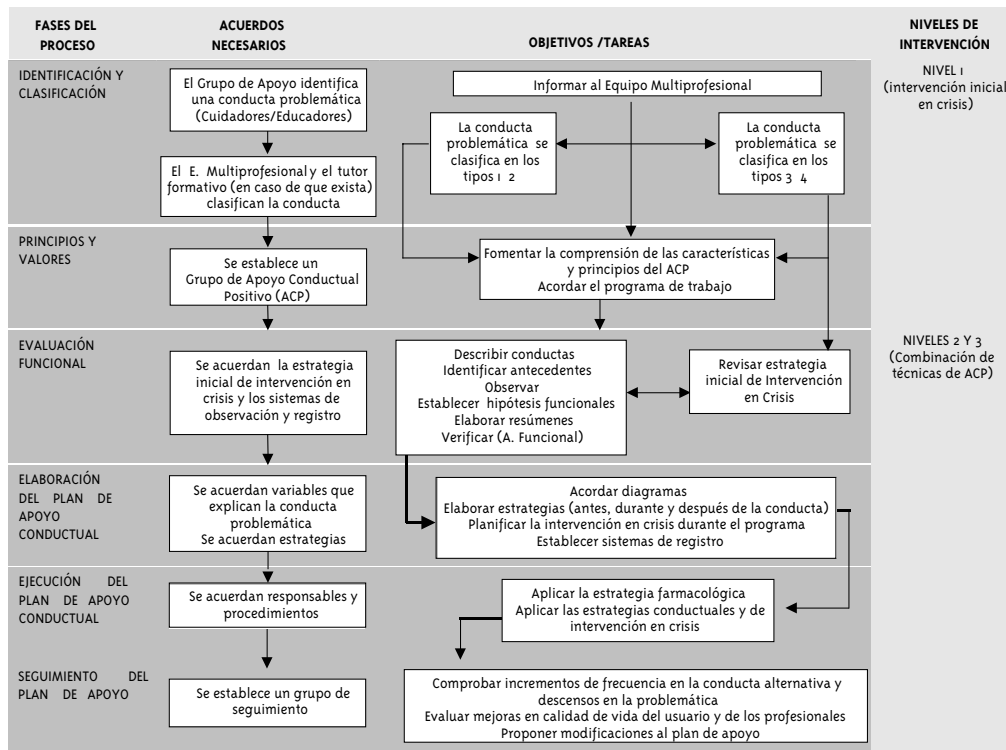 FASES DEL
PROCESO
ACUERDOS
NECESARIOS
OBJETIVOS /TAREAS
NIVELES DE
INTERVENCIÓN
IDENTIFICACIÓN Y
CLASIFICACIÓN
El Grupo de Apoyo identifica
una conducta problemática
(Cuidadores/Educadores)
El E. Multiprofesional y el tutor
formativo (en caso de que exista)
clasifican la conducta
Informar al Equipo Multiprofesional
La conducta
problemática se
clasifica en los
tipos 1 2
La conducta
problemática se
clasifica en los
tipos 3 4
NIVEL 1
(intervención inicial
en crisis)
PRINCIPIOS Y
VALORES
Se establece un
Grupo de Apoyo Conductual
Positivo (ACP)
Fomentar la comprensión de las características
y principios del ACP
Acordar el programa de trabajo
EVALUACIÓN
FUNCIONAL
Se acuerdan la estrategia
inicial de intervención en
crisis y los sistemas de
observación y registro
Describir conductas
Identificar antecedentes
Observar
Establecer hipótesis funcionales
Elaborar resúmenes
Verificar (A. Funcional)
Revisar estrategia
inicial de Intervención
en Crisis
NIVELES 2 Y 3
(Combinación de
técnicas de ACP)
ELABORACIÓN
DEL PLAN DE
APOYO
CONDUCTUAL
Se acuerdan variables que
explican la conducta
problemática
Se acuerdan estrategias
Acordar diagramas
Elaborar estrategias (antes, durante y después de la conducta)
Planificar la intervención en crisis durante el programa
Establecer sistemas de registro
EJECUCIÓN DEL
PLAN DE APOYO
CONDUCTUAL
Se acuerdan responsables y
procedimientos
Aplicar la estrategia farmacológica
Aplicar las estrategias conductuales y de
intervención en crisis
SEGUIMIENTO DEL
PLAN DE APOYO
Se establece un grupo de
seguimiento
Comprobar incrementos de frecuencia en la conducta alternativa y
descensos en la problemática
Evaluar mejoras en calidad de vida del usuario y de los profesionales
Proponer modificaciones al plan de apoyo